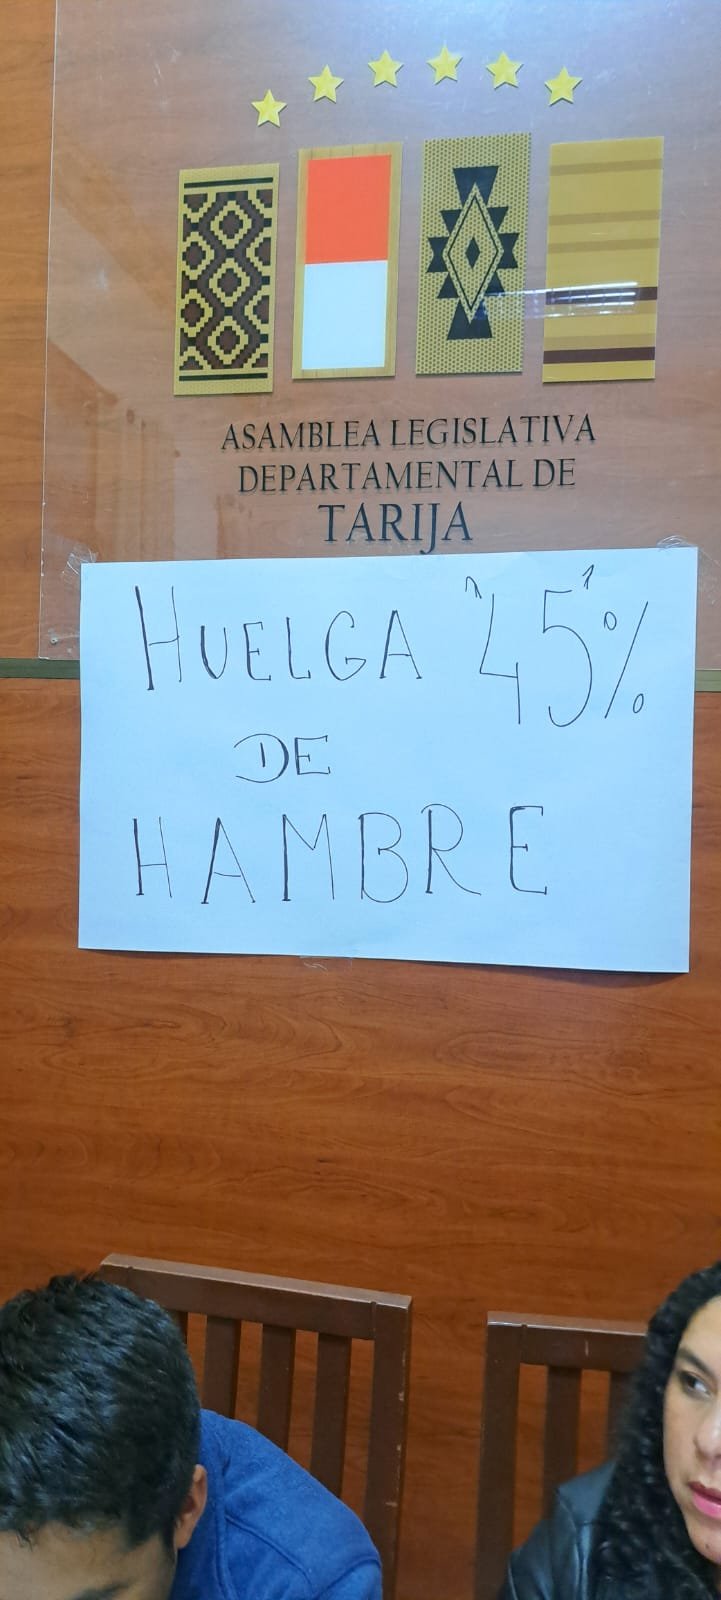 ASAMBLEA LEGISLATIVA
DEPARTAMENTAL DE
TARIJA
HUELGA "45"%
DE
HAMBRE